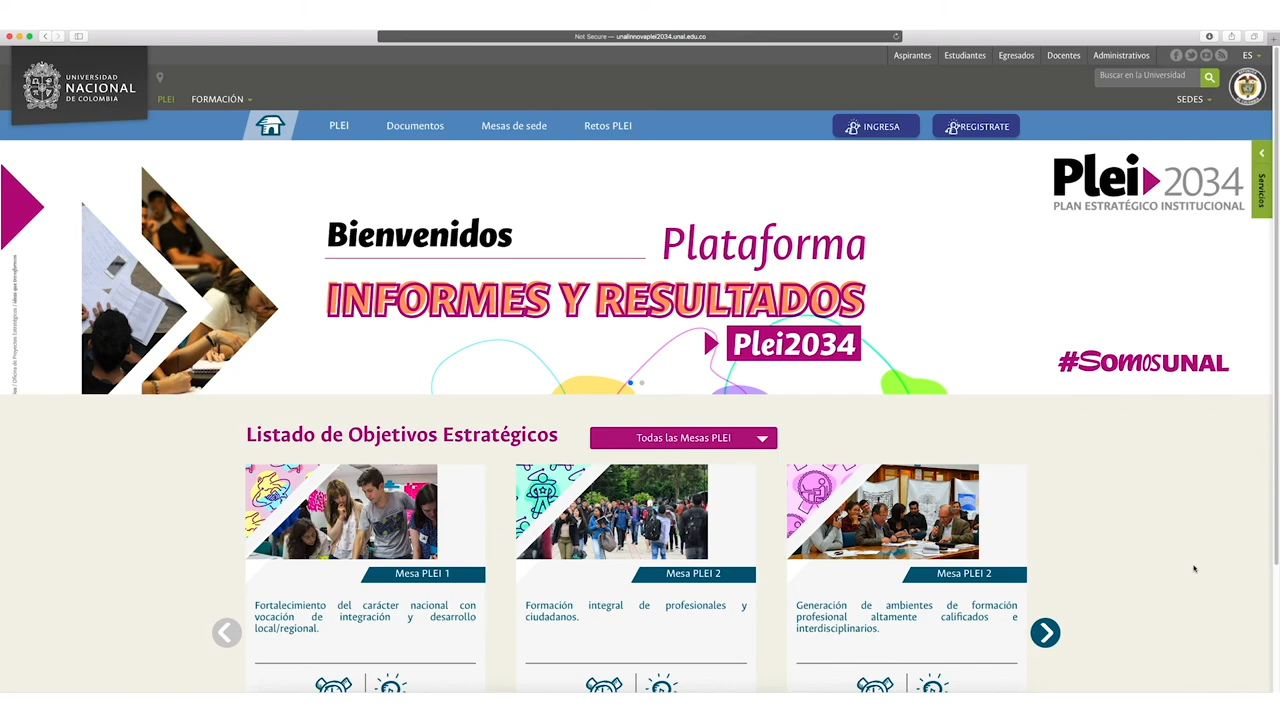 Not Secure — unalinnovaplei2034.unal.edu.co
Aspirantes Estudiantes Egresados Docentes Administrativos ES
UNIVERSIDAD
NACIONAL
DE COLOMBIA
Buscar en la Universidad
PLEI FORMACIÓN SEDES
PLEI Documentos Mesas de sede Retos PLEI INGRESA REGISTRATE
Servicios
Plei 2034
PLAN ESTRATÉGICO INSTITUCIONAL
Bienvenidos Plataforma
INFORMES Y RESULTADOS
Plei2034
#SOMOSUNAL
Oficina de Proyectos Estratégicos
Listado de Objetivos Estratégicos Todas las Mesas PLEI
Mesa PLEI 1
Fortalecimiento del carácter nacional con
vocación de integración y desarrollo
local/regional.
Mesa PLEI 2
Formación integral de profesionales y
ciudadanos.
Mesa PLEI 2
Generación de ambientes de formación
profesional altamente calificados e
interdisciplinarios.